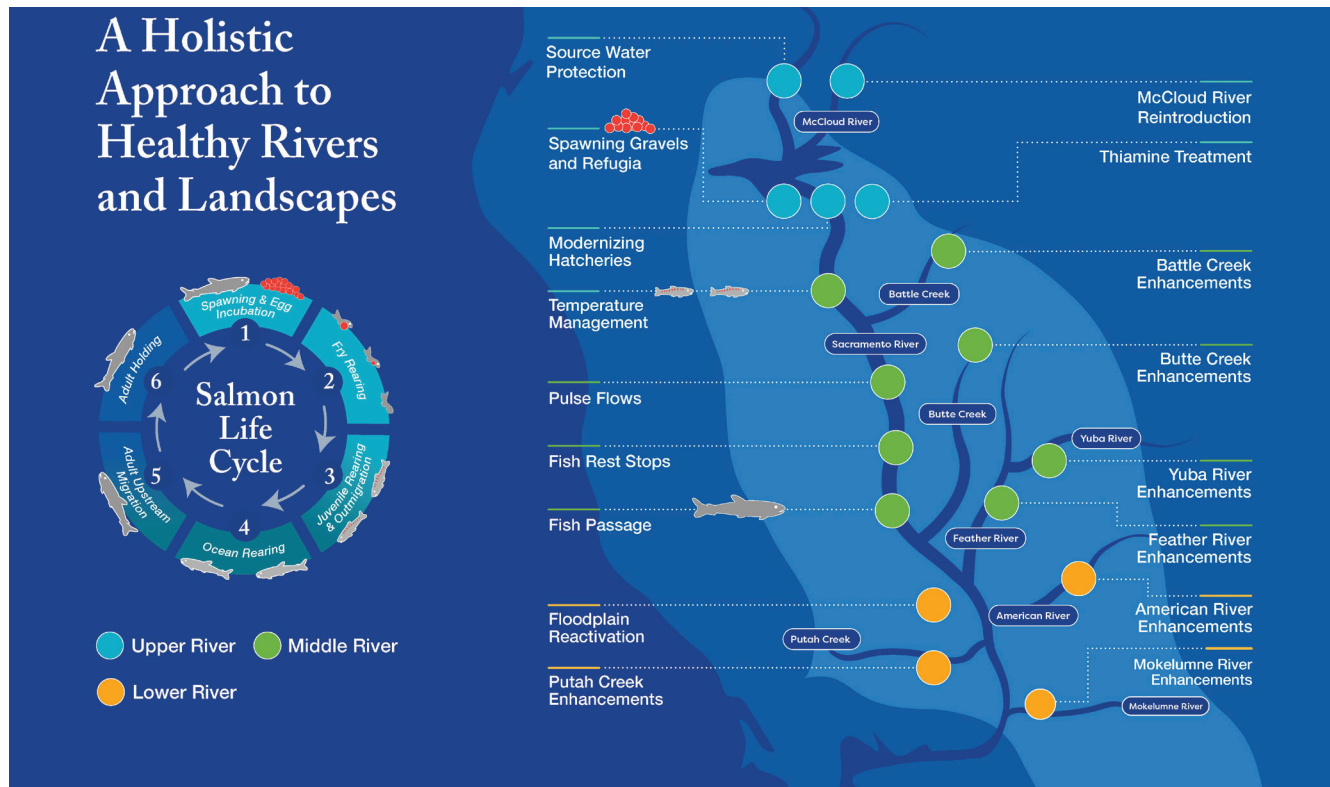 A Holistic
Approach to
Healthy Rivers
and Landscapes
Spawning & Egg
Incubation
1
Fry Rearing
2
Juvenile Rearing
& Outmigration
3
Ocean Rearing
4
Adult Upstream
Migration
5
Adult Holding
6
Salmon
Life
Cycle
Upper River
Middle River
Lower River
Source Water
Protection
Spawning Gravels
and Refugia
Modernizing
Hatcheries
Temperature
Management
Pulse Flows
Fish Rest Stops
Fish Passage
Floodplain
Reactivation
Putah Creek
Enhancements
McCloud River
Battle Creek
Sacramento River
Butte Creek
Yuba River
Feather River
American River
Putah Creek
Mokelumne River
McCloud River
Reintroduction
Thiamine Treatment
Battle Creek
Enhancements
Butte Creek
Enhancements
Yuba River
Enhancements
Feather River
Enhancements
American River
Enhancements
Mokelumne River
Enhancements